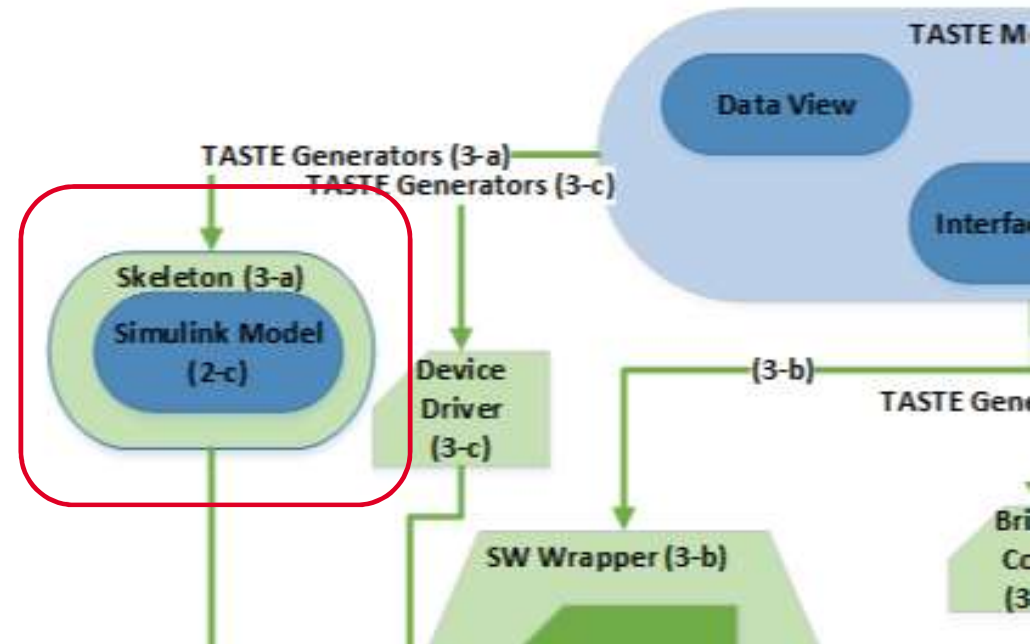 TASTE
Data View
TASTE Generators (3-a)
TASTE Generators (3-c)
Skeleton (3-a)
Simulink Model
(2-c)
Device
Driver
(3-c)
(3-b)
TASTE
SW Wrapper (3-b)